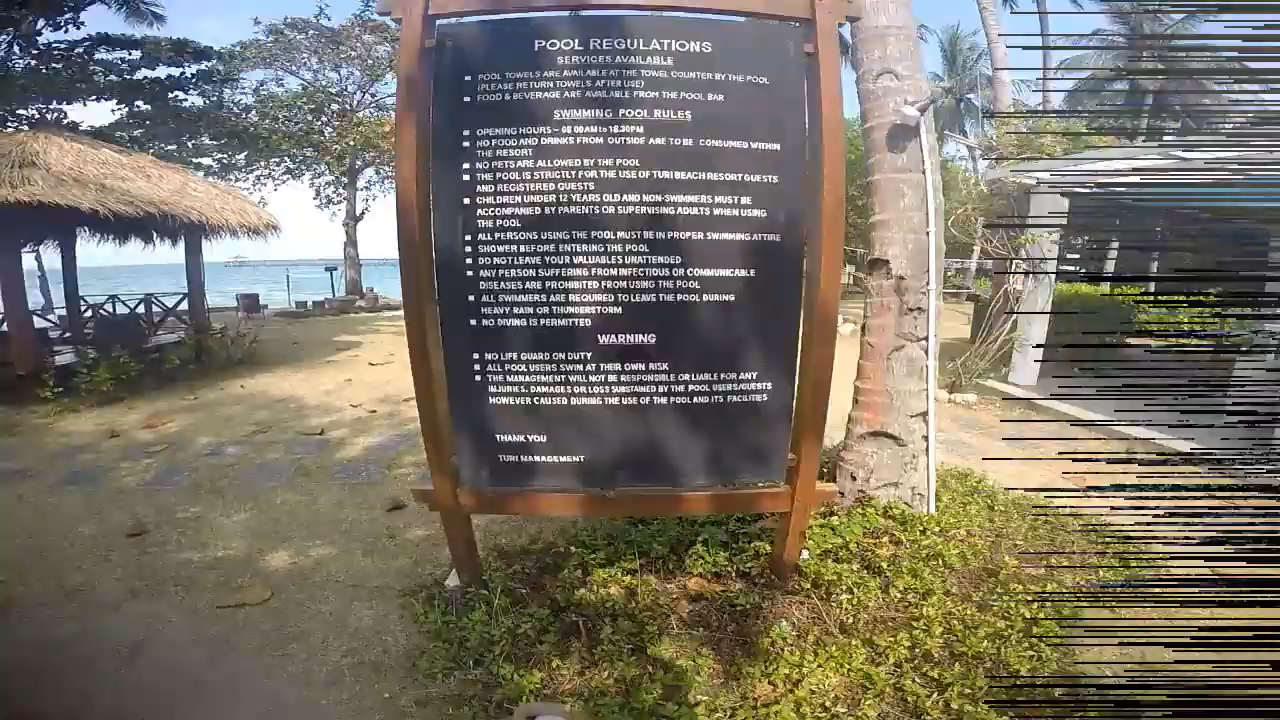 POOL REGULATIONS
SERVICES AVAILABLE
POOL TOWELS ARE AVAILABLE AT THE TOWEL COUNTER BY THE POOL
(PLEASE RETURN TOWELS AFTER USE)
FOOD & BEVERAGE ARE AVAILABLE FROM THE POOL BAR
SWIMMING POOL RULES
OPENING HOURS – 08.00AM to 18.30PM
NO FOOD AND DRINKS FROM OUTSIDE ARE TO BE CONSUMED WITHIN
THE RESORT
NO PETS ARE ALLOWED BY THE POOL
THE POOL IS STRICTLY FOR THE USE OF TURI BEACH RESORT GUESTS
AND REGISTERED GUESTS
CHILDREN UNDER 12 YEARS OLD AND NON-SWIMMERS MUST BE
ACCOMPANIED BY PARENTS OR SUPERVISING ADULTS WHEN USING
THE POOL
ALL PERSONS USING THE POOL MUST BE IN PROPER SWIMMING ATTIRE
SHOWER BEFORE ENTERING THE POOL
DO NOT LEAVE YOUR VALUABLES UNATTENDED
ANY PERSON SUFFERING FROM INFECTIOUS OR COMMUNICABLE
DISEASES ARE PROHIBITED FROM USING THE POOL
ALL SWIMMERS ARE REQUIRED TO LEAVE THE POOL DURING
HEAVY RAIN OR THUNDERSTORM
NO DIVING IS PERMITTED
WARNING
NO LIFE GUARD ON DUTY
ALL POOL USERS SWIM AT THEIR OWN RISK
THE MANAGEMENT WILL NOT BE RESPONSIBLE OR LIABLE FOR ANY
INJURIES, DAMAGES OR LOSS SUBSTAINED BY THE POOL USERS/GUESTS
HOWEVER CAUSED DURING THE USE OF THE POOL AND ITS FACILITIES
THANK YOU
TURI MANAGEMENT